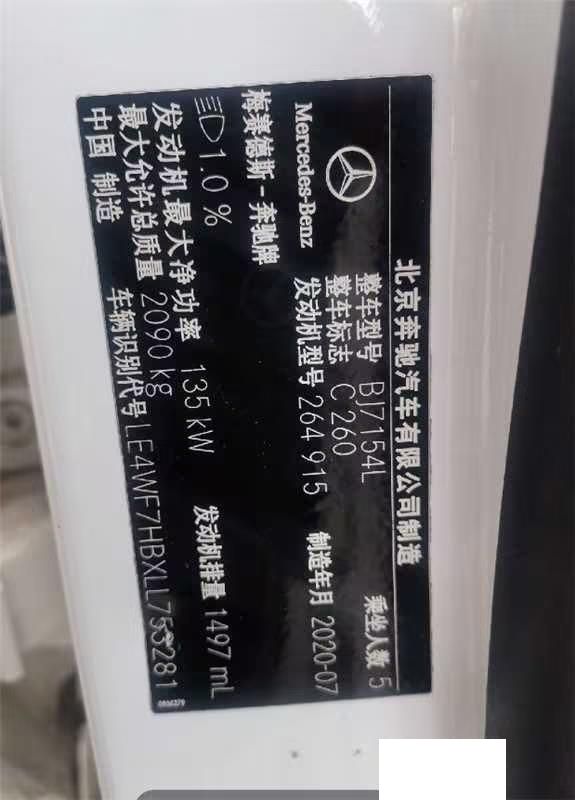 北京奔驰汽车有限公司制造
Mercedes-Benz
梅赛德斯-奔驰牌
整车型号 BJ7154L 乘坐人数 5
整车标志 C 260
发动机型号 264 915 制造年月 2020-07
1.0 %
发动机最大净功率 135 kW 发动机排量 1497 mL
最大允许总质量 2090 kg
中国 制造 车辆识别代号 LE4WF7HBXLL753281